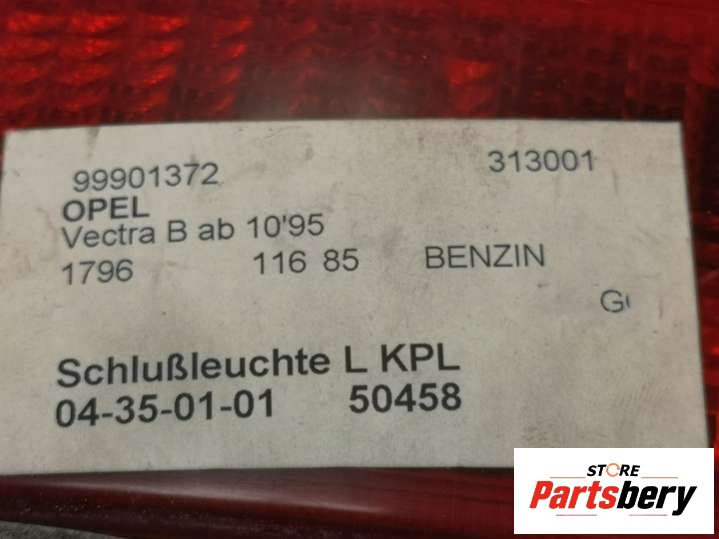 99901372 313001
OPEL
Vectra B ab 10'95
1796 116 85 BENZIN
Schlußleuchte L KPL
04-35-01-01 50458
STORE
Partsbery